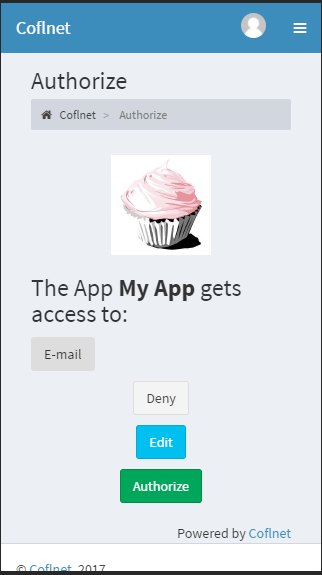 Coflnet
Authorize
Coflnet > Authorize
The App My App gets
access to:
E-mail
Deny
Edit
Authorize
Powered by Coflnet
© Coflnet 2017